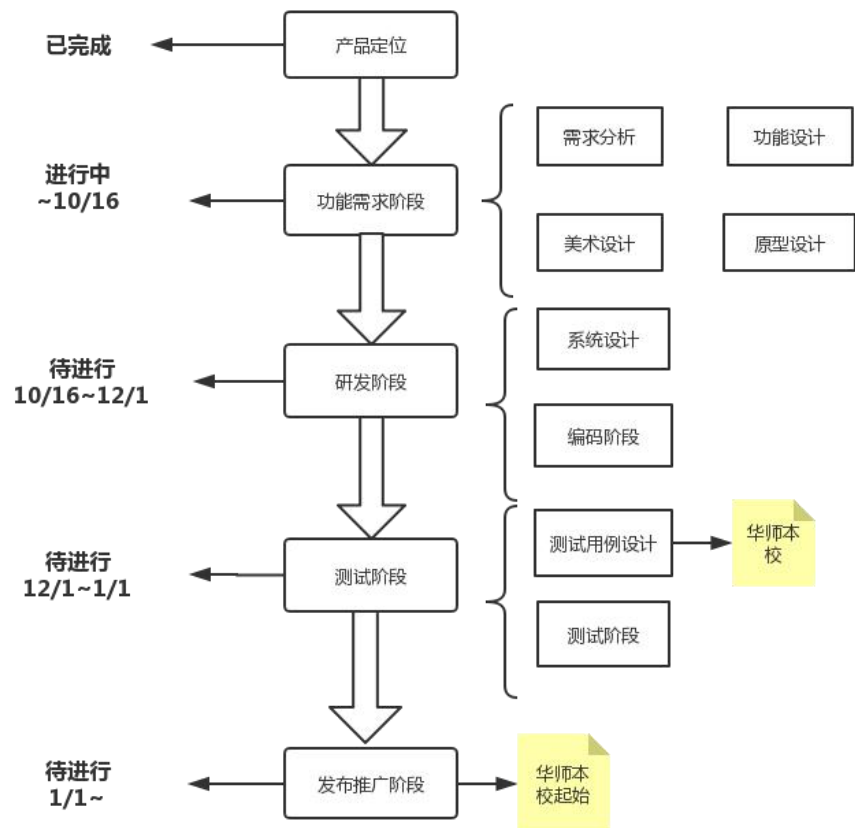 已完成
产品定位
进行中
~10/16
功能需求阶段
需求分析
功能设计
美术设计
原型设计
待进行
10/16~12/1
研发阶段
系统设计
编码阶段
待进行
12/1~1/1
测试阶段
测试用例设计
华师本
校
测试阶段
待进行
1/1~
发布推广阶段
华师本
校起始